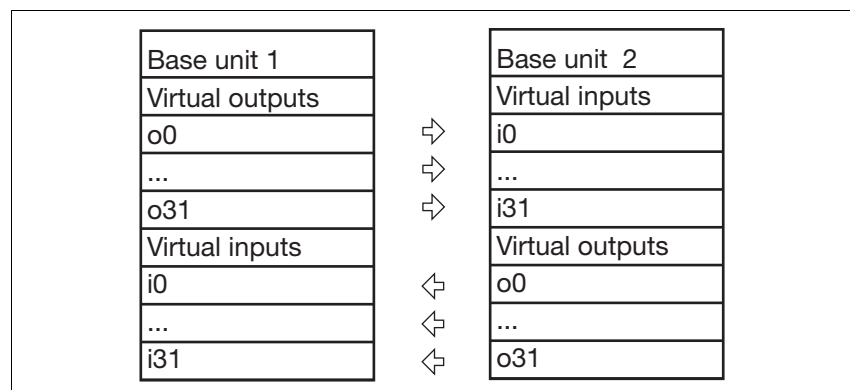 Base unit 1
Virtual outputs
o0
...
o31
Virtual inputs
i0
...
i31
Base unit 2
Virtual inputs
i0
...
i31
Virtual outputs
o0
...
o31